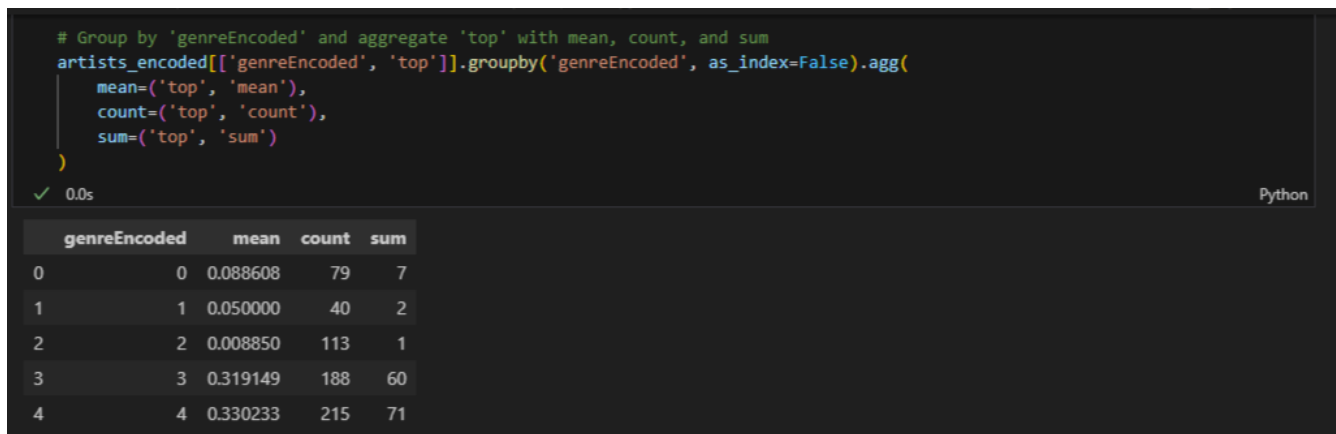 # Group by 'genreEncoded' and aggregate 'top' with mean, count, and sum
artists_encoded[['genreEncoded', 'top']].groupby('genreEncoded', as_index=False).agg(
    mean=('top', 'mean'),
    count=('top', 'count'),
    sum=('top', 'sum')
)
✓ 0.0s Python
genreEncoded mean count sum
0 0 0.088608 79 7
1 1 0.050000 40 2
2 2 0.008850 113 1
3 3 0.319149 188 60
4 4 0.330233 215 71